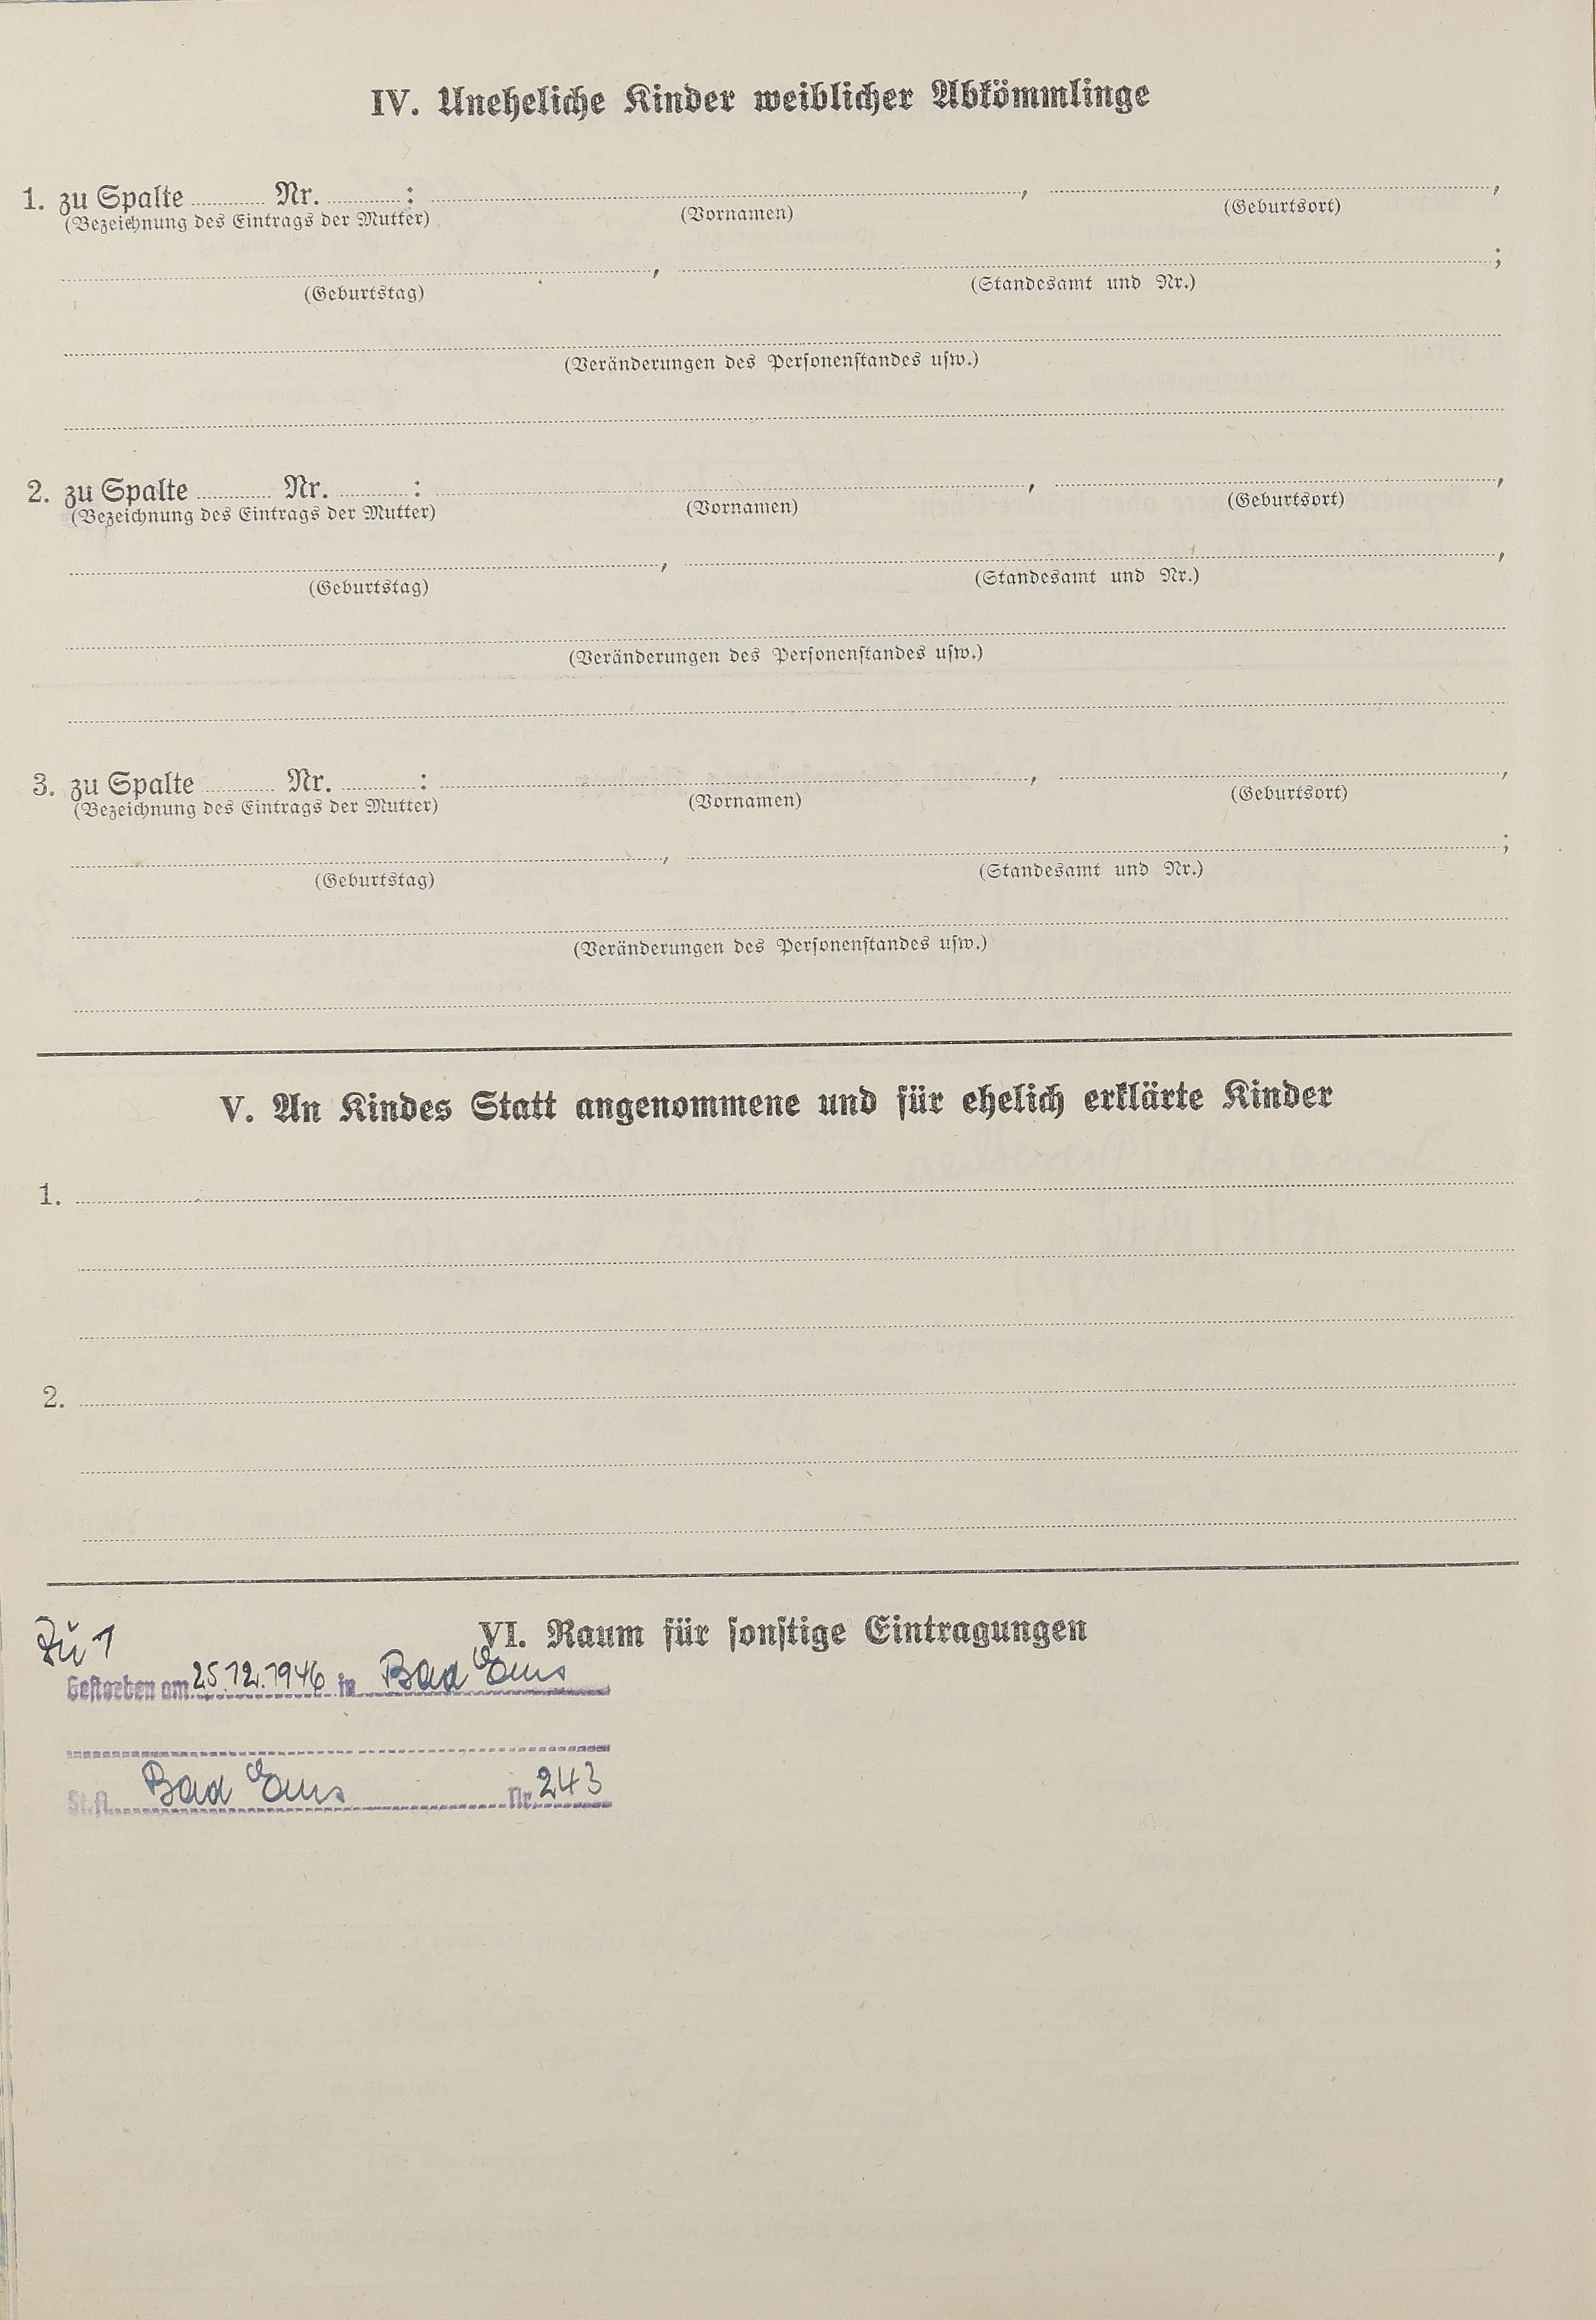 IV. Uneheliche Kinder weiblicher Abkömmlinge
1. zu Spalte ........ Nr. ........ : ........, ........,
(Bezeichnung des Eintrags der Mutter) (Vornamen) (Geburtsort)
........, ........;
(Geburtstag) (Standesamt und Nr.)
(Veränderungen des Personenstandes usw.)
2. zu Spalte ........ Nr. ........ : ........, ........,
(Bezeichnung des Eintrags der Mutter) (Vornamen) (Geburtsort)
........, ........,
(Geburtstag) (Standesamt und Nr.)
(Veränderungen des Personenstandes usw.)
3. zu Spalte ........ Nr. ........ : ........, ........,
(Bezeichnung des Eintrags der Mutter) (Vornamen) (Geburtsort)
........, ........;
(Geburtstag) (Standesamt und Nr.)
(Veränderungen des Personenstandes usw.)
V. An Kindes Statt angenommene und für ehelich erklärte Kinder
1.
2.
VI. Raum für sonstige Eintragungen
Zu 1
Gestorben am 25.12.1946 in Bad Ems
St.A. Bad Ems Nr. 243